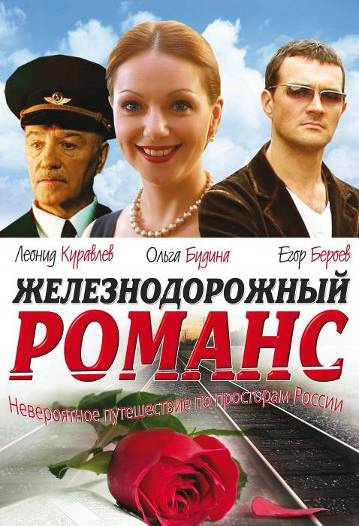 Леонид Куравлев Ольга Будина Егор Бероев
ЖЕЛЕЗНОДОРОЖНЫЙ
РОМАНС
Невероятное путешествие по просторам России